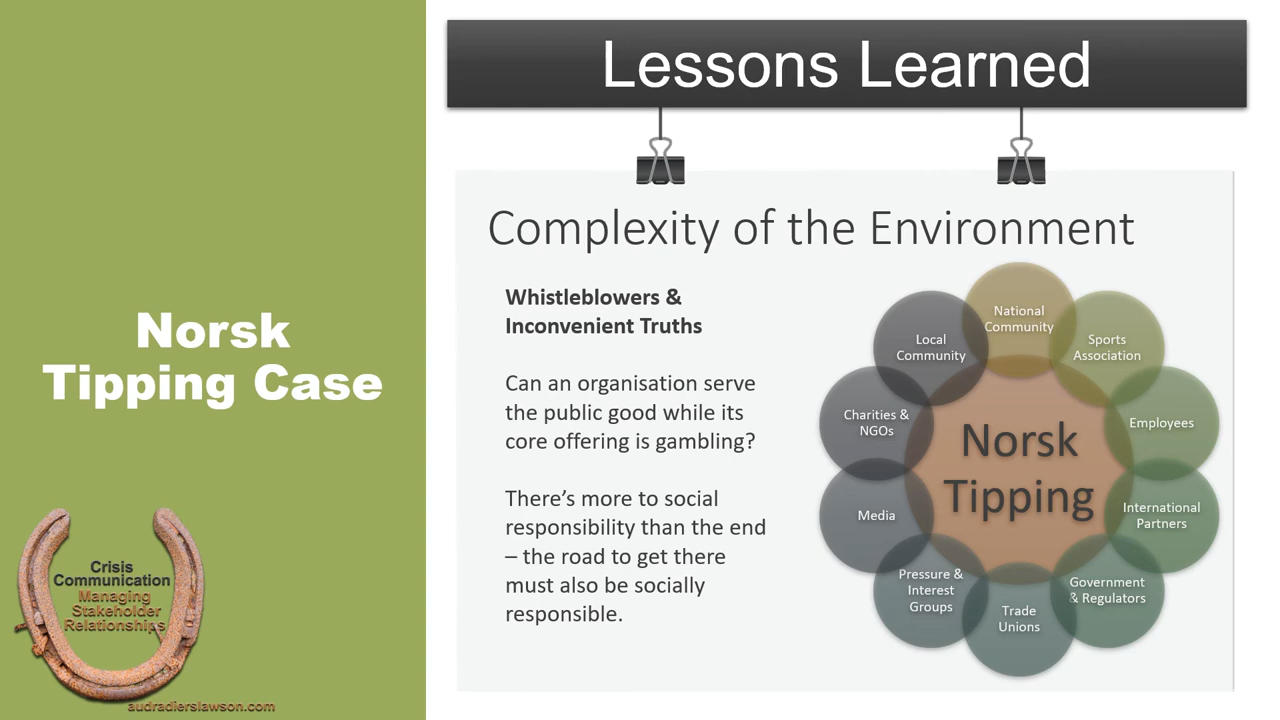 Lessons Learned
Complexity of the Environment
Whistleblowers &
Inconvenient Truths
Can an organisation serve
the public good while its
core offering is gambling?
There’s more to social
responsibility than the end
– the road to get there
must also be socially
responsible.
National
Community
Sports
Association
Employees
International
Partners
Government
& Regulators
Trade
Unions
Pressure &
Interest
Groups
Media
Charities &
NGOs
Local
Community
Norsk
Tipping
Norsk
Tipping Case
Crisis
Communication
Managing
Stakeholder
Relationships
audradierslawson.com